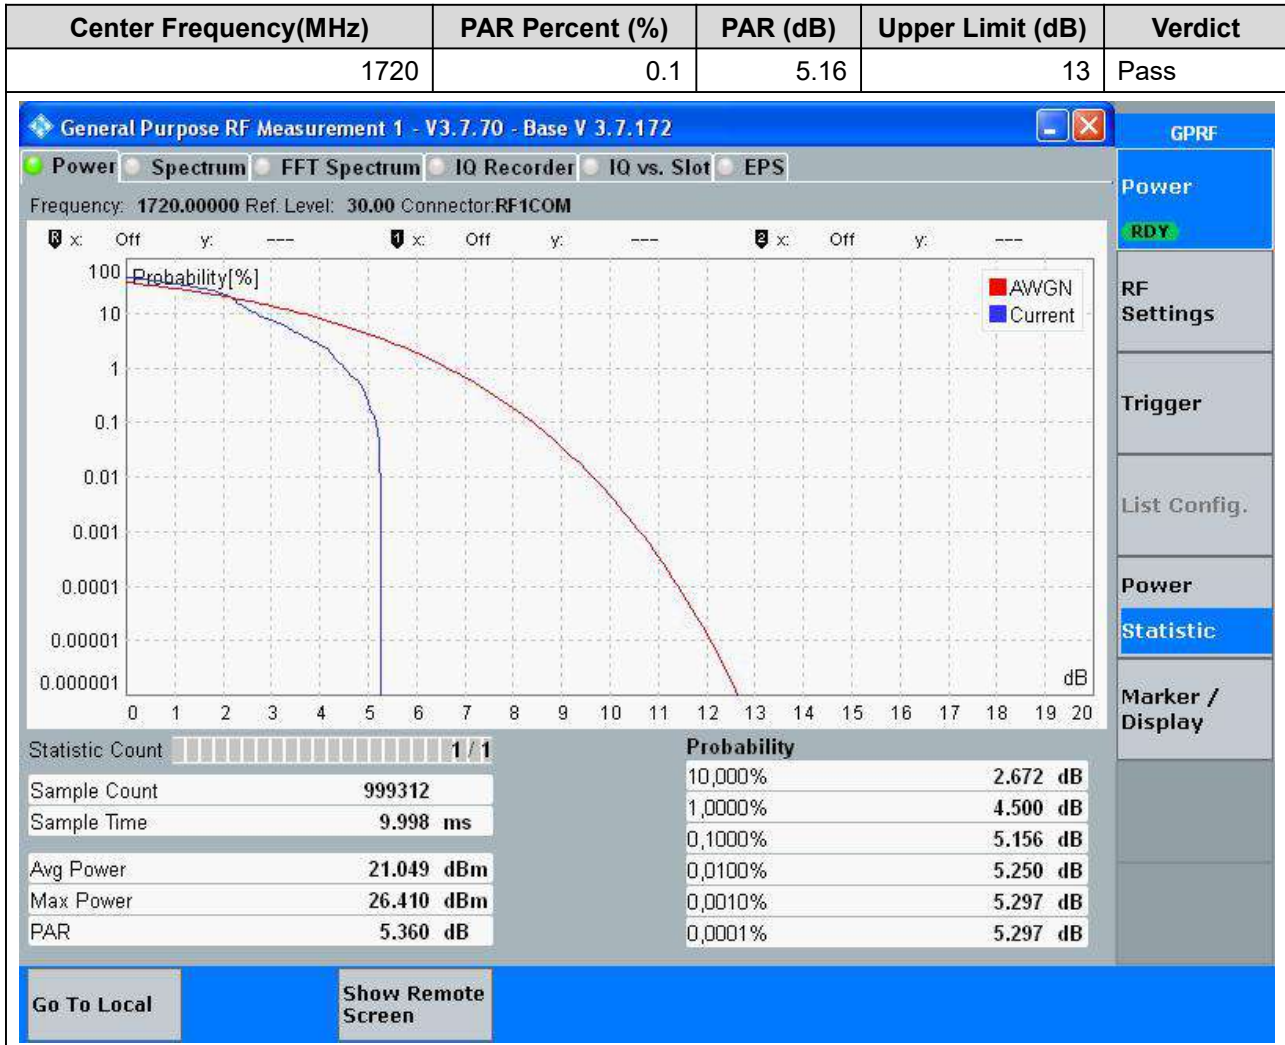 Center Frequency(MHz) PAR Percent (%) PAR (dB) Upper Limit (dB) Verdict
1720 0.1 5.16 13 Pass
General Purpose RF Measurement 1 - V3.7.70 - Base V 3.7.172
GPRF
Power Spectrum FFT Spectrum IQ Recorder IQ vs. Slot EPS
Frequency: 1720.00000 Ref. Level: 30.00 Connector:RF1COM
R x: Off y: --- 1 x: Off y: --- 2 x: Off y: ---
Probability[%]
AWGN
Current
100
10
1
0.1
0.01
0.001
0.0001
0.00001
0.000001
dB
0 1 2 3 4 5 6 7 8 9 10 11 12 13 14 15 16 17 18 19 20
Statistic Count 1 / 1
Sample Count 999312
Sample Time 9.998 ms
Avg Power 21.049 dBm
Max Power 26.410 dBm
PAR 5.360 dB
Probability
10,000% 2.672 dB
1,0000% 4.500 dB
0,1000% 5.156 dB
0,0100% 5.250 dB
0,0010% 5.297 dB
0,0001% 5.297 dB
Power
RDY
RF
Settings
Trigger
List Config.
Power
Statistic
Marker /
Display
Go To Local
Show Remote
Screen